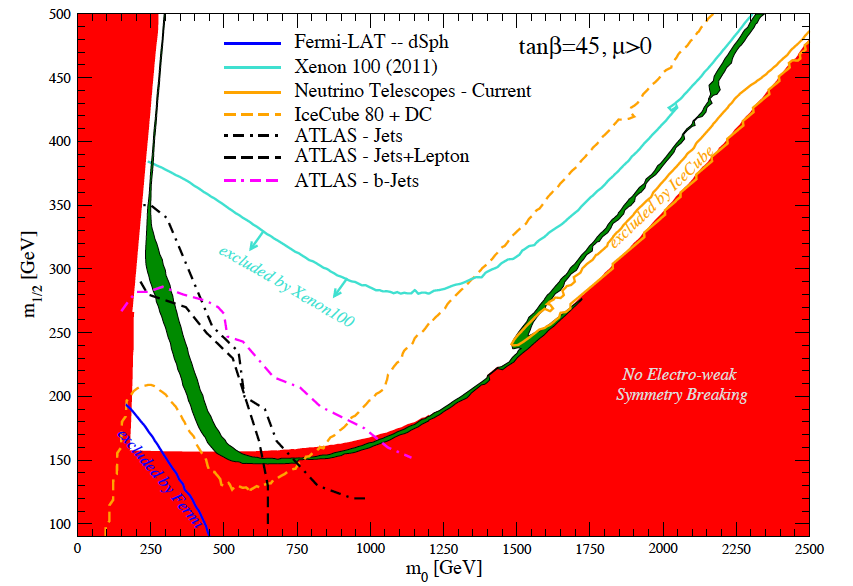 tanβ=45, μ>0
Fermi-LAT -- dSph
Xenon 100 (2011)
Neutrino Telescopes - Current
IceCube 80 + DC
ATLAS - Jets
ATLAS - Jets+Lepton
ATLAS - b-Jets
excluded by Xenon100
excluded by IceCube
excluded by Fermi
No Electro-weak
Symmetry Breaking
m1/2 [GeV]
500
450
400
350
300
250
200
150
100
0 250 500 750 1000 1250 1500 1750 2000 2250 2500
m0 [GeV]